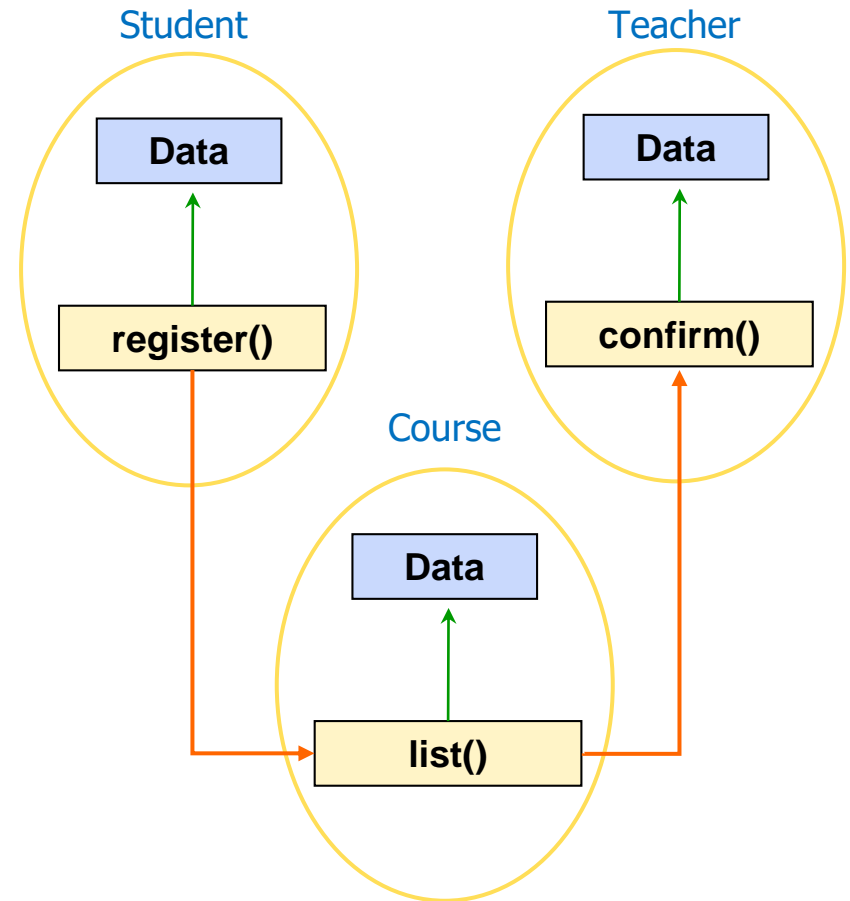 Student
Teacher
Data
Data
register()
confirm()
Course
Data
list()